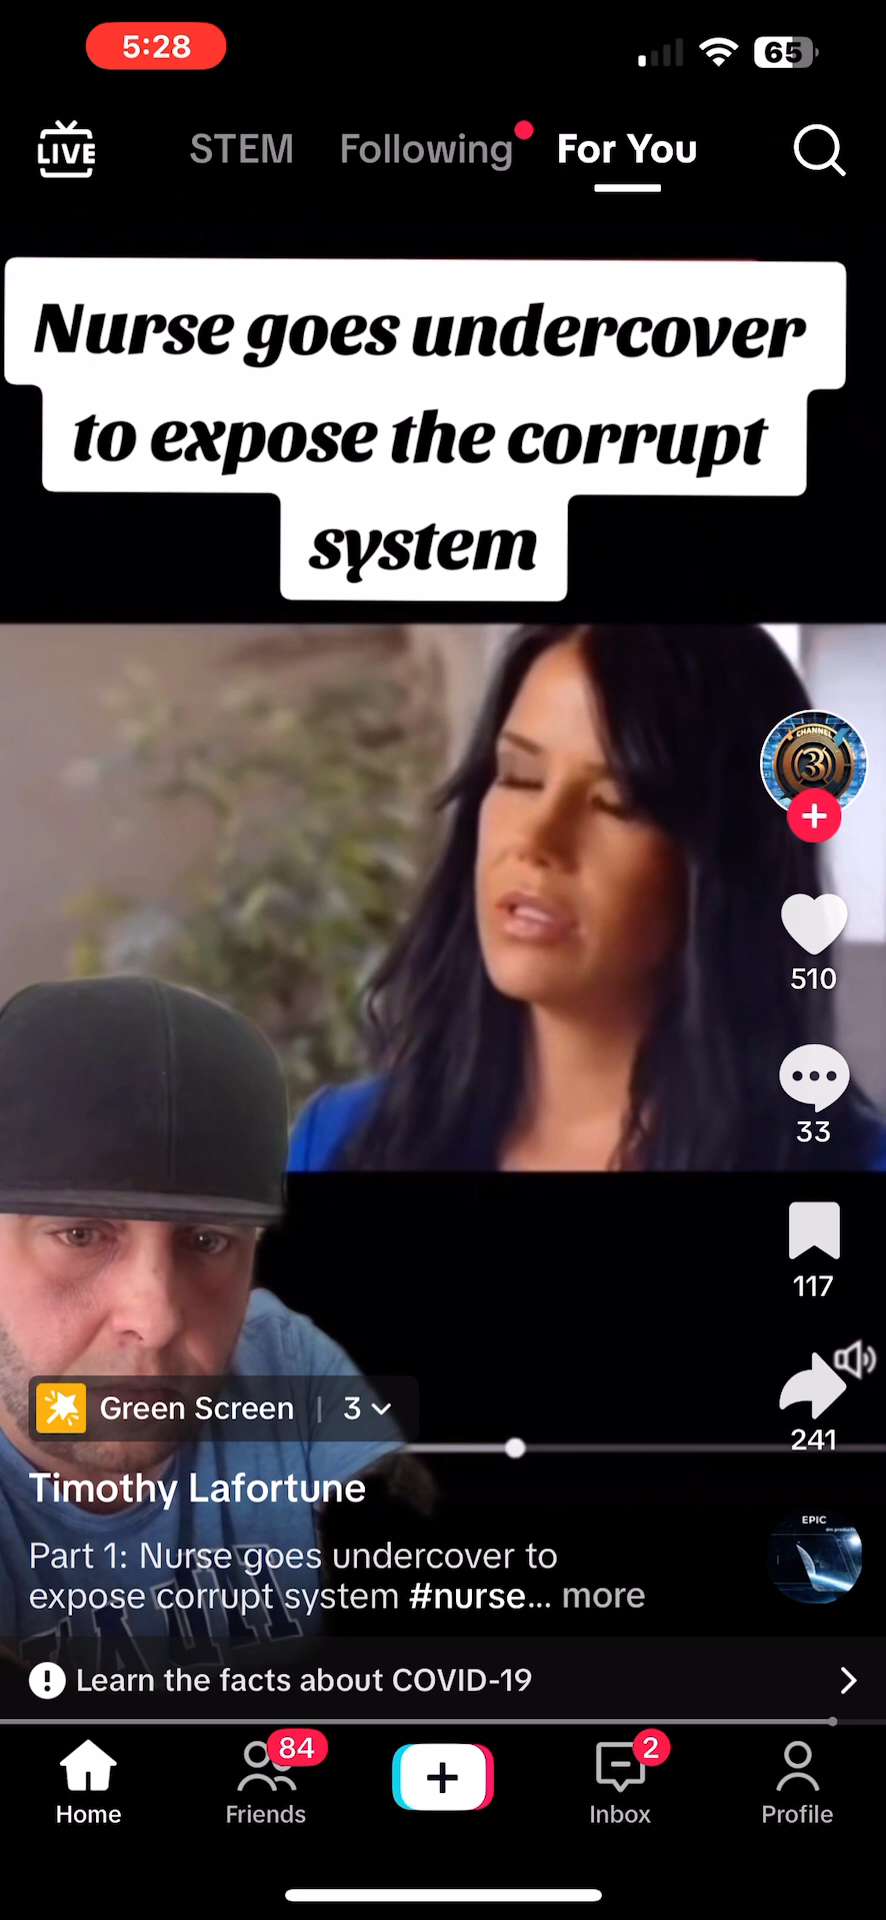 5:28
65
LIVE
STEM
Following
For You
Nurse goes undercover
to expose the corrupt
system
CHANNEL
3
510
33
117
241
Green Screen | 3
Timothy Lafortune
EPIC
Part 1: Nurse goes undercover to
expose corrupt system #nurse... more
Learn the facts about COVID-19
84
2
Home
Friends
Inbox
Profile